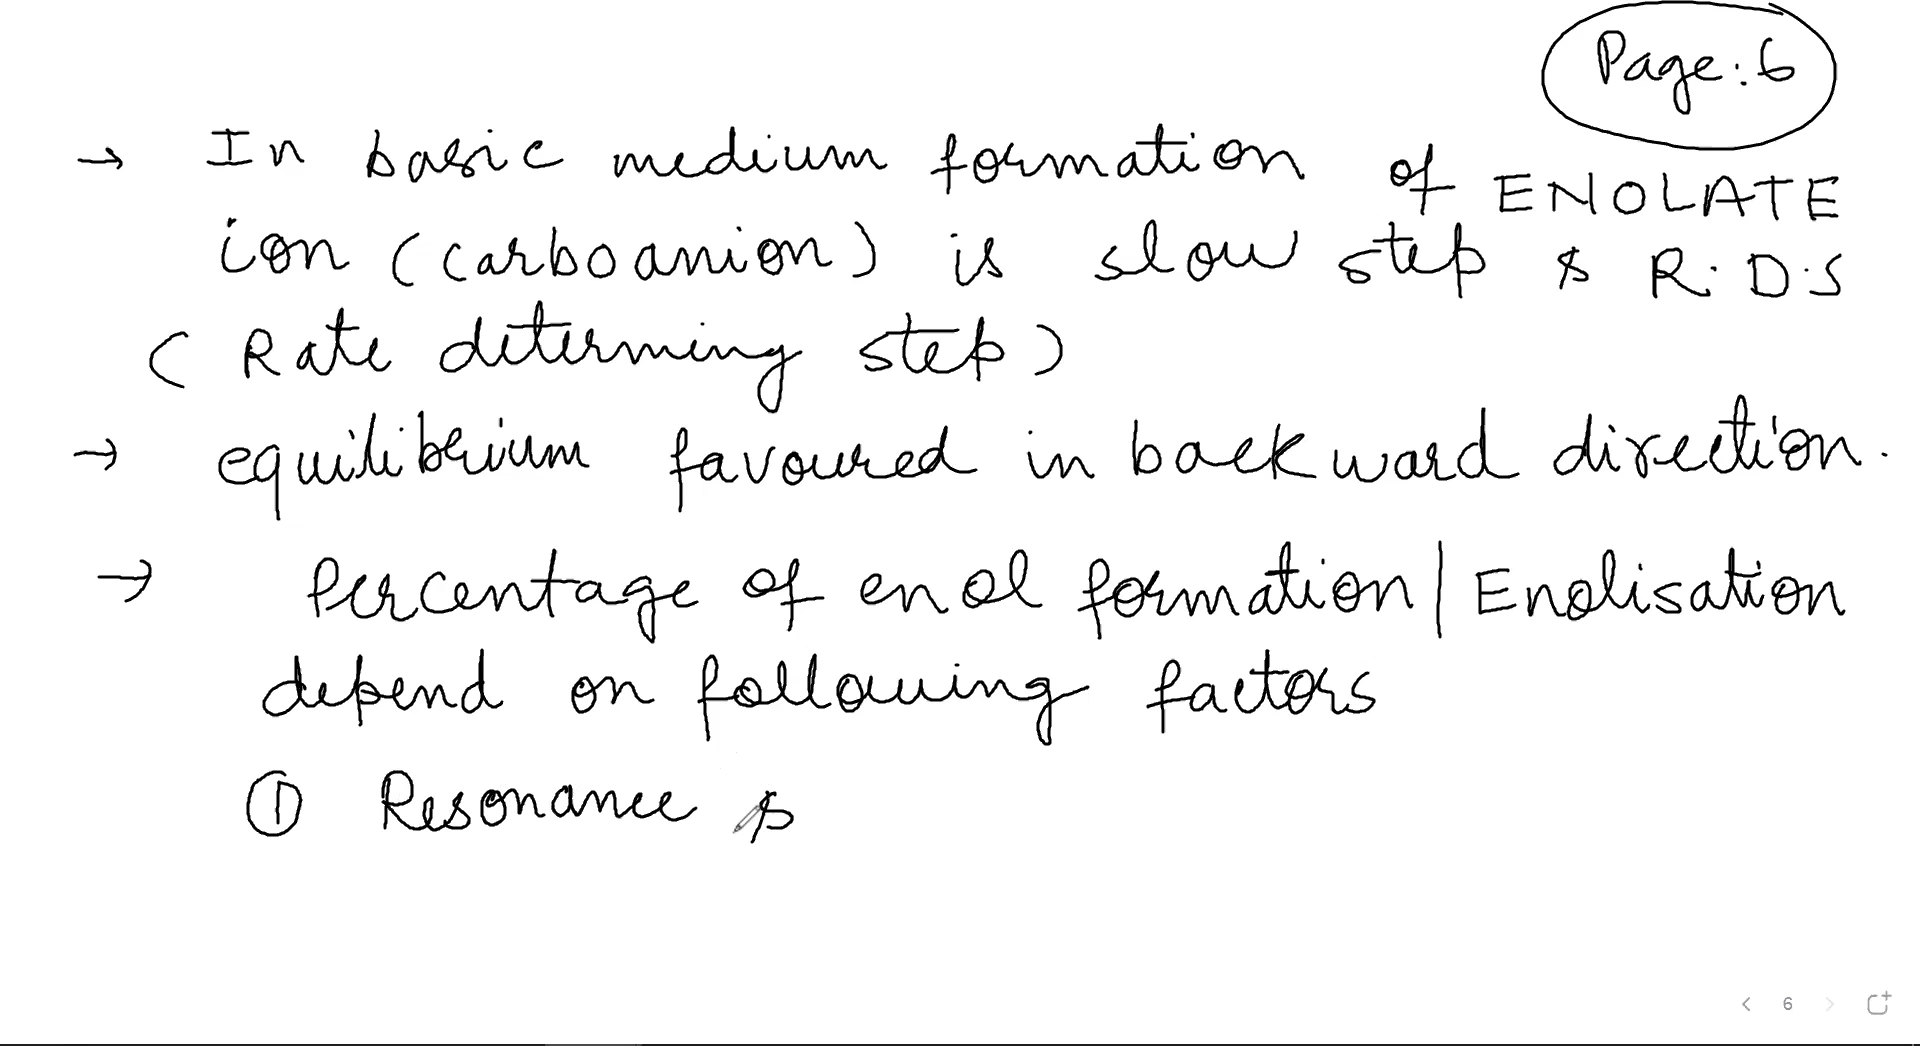 Page: 6
→ In basic medium formation of ENOLATE
ion (carboanion) is slow step & R.D.S
( Rate determing step)
→ equilibrium favoured in backward direction.
→ Percentage of enol formation | Enolisation
depend on following factors
① Resonance &
6